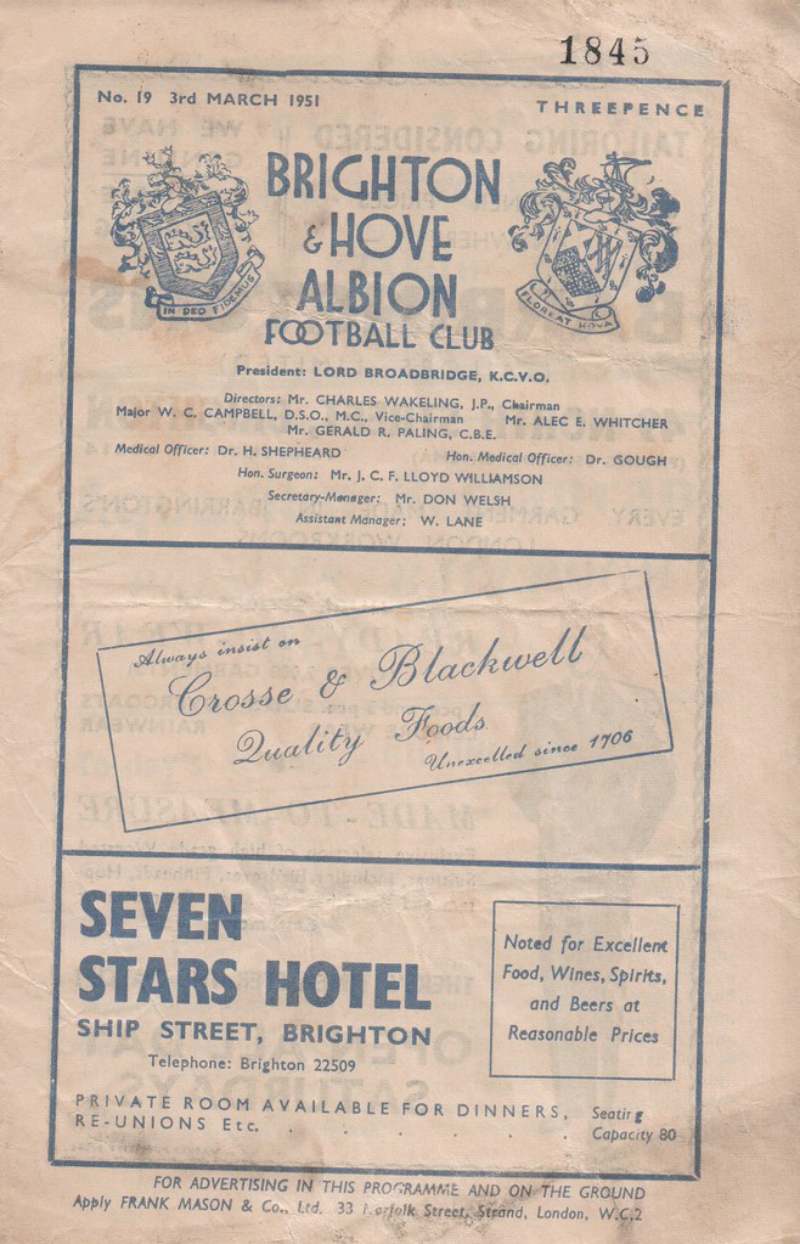 1845
No. 19 3rd MARCH 1951
THREEPENCE
BRIGHTON
& HOVE
ALBION
FOOTBALL CLUB
IN DEO FIDEMUS
FLOREAT HOVA
President: LORD BROADBRIDGE, K.C.V.O.
Directors: Mr. CHARLES WAKELING, J.P., Chairman
Major W. C. CAMPBELL, D.S.O., M.C., Vice-Chairman Mr. ALEC E. WHITCHER
Mr. GERALD R. PALING, C.B.E.
Medical Officer: Dr. H. SHEPHEARD Hon. Medical Officer: Dr. GOUGH
Hon. Surgeon: Mr. J. C. F. LLOYD WILLIAMSON
Secretary-Manager: Mr. DON WELSH
Assistant Manager: W. LANE
Always insist on
Crosse & Blackwell
Quality Foods
Unexcelled since 1706
SEVEN
STARS HOTEL
SHIP STREET, BRIGHTON
Telephone: Brighton 22509
Noted for Excellent
Food, Wines, Spirits,
and Beers at
Reasonable Prices
PRIVATE ROOM AVAILABLE FOR DINNERS,
RE-UNIONS Etc. . . . . . .
Seating
Capacity 80
FOR ADVERTISING IN THIS PROGRAMME AND ON THE GROUND
Apply FRANK MASON & Co., Ltd. 33 Norfolk Street, Strand, London, W.C.2